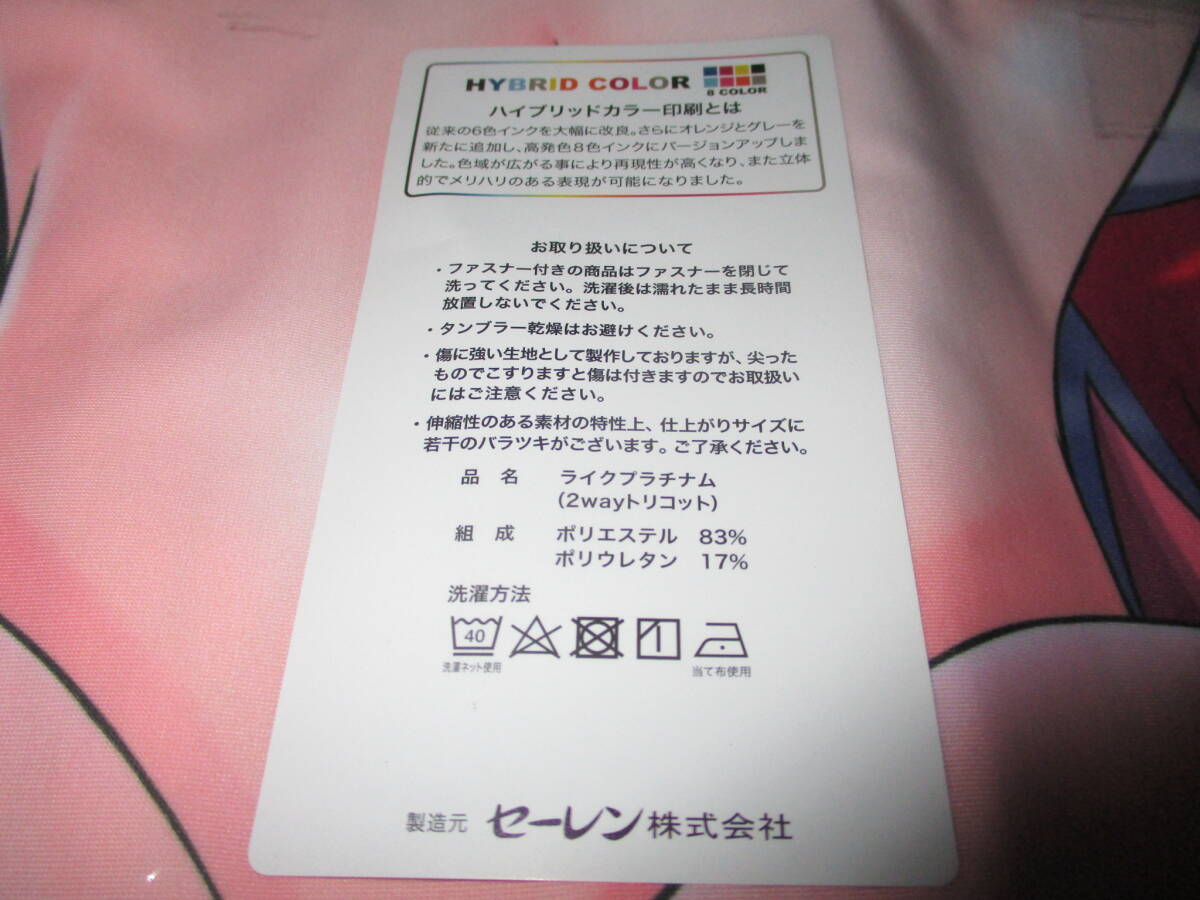 HYBRID COLOR
8 COLOR
ハイブリッドカラー印刷とは
従来の6色インクを大幅に改良。さらにオレンジとグレーを
新たに追加し、高発色8色インクにバージョンアップしま
した。色域が広がる事により再現性が高くなり、また立体
的でメリハリのある表現が可能になりました。
お取り扱いについて
・ファスナー付きの商品はファスナーを閉じて
洗ってください。洗濯後は濡れたまま長時間
放置しないでください。
・タンブラー乾燥はお避けください。
・傷に強い生地として製作しておりますが、尖った
ものでこすりますと傷は付きますのでお取扱い
にはご注意ください。
・伸縮性のある素材の特性上、仕上がりサイズに
若干のバラツキがございます。ご了承ください。
品 名 ライクプラチナム
(2wayトリコット)
組 成 ポリエステル 83%
ポリウレタン 17%
洗濯方法
40
洗濯ネット使用
当て布使用
製造元 セーレン株式会社